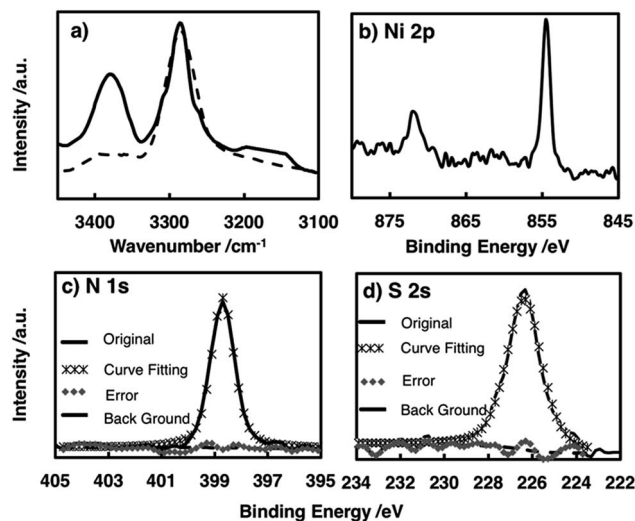 a)
b) Ni 2p
Intensity /a.u.
Intensity /a.u.
3400 3300 3200 3100
875 865 855 845
Wavenumber /cm-1
Binding Energy /eV
c) N 1s
d) S 2s
Intensity /a.u.
Intensity /a.u.
Original
Curve Fitting
Error
Back Ground
Original
Curve Fitting
Error
Back Ground
405 403 401 399 397 395
234 232 230 228 226 224 222
Binding Energy /eV